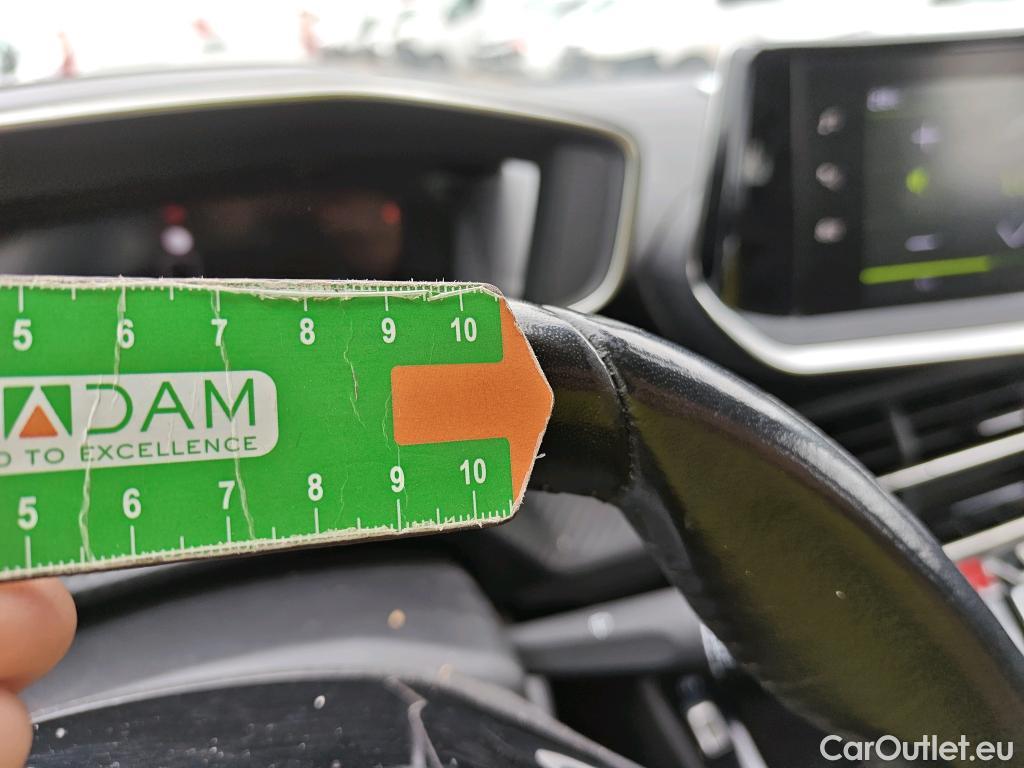 5 6 7 8 9 10
DAM
D TO EXCELLENCE
5 6 7 8 9 10
CarOutlet.eu